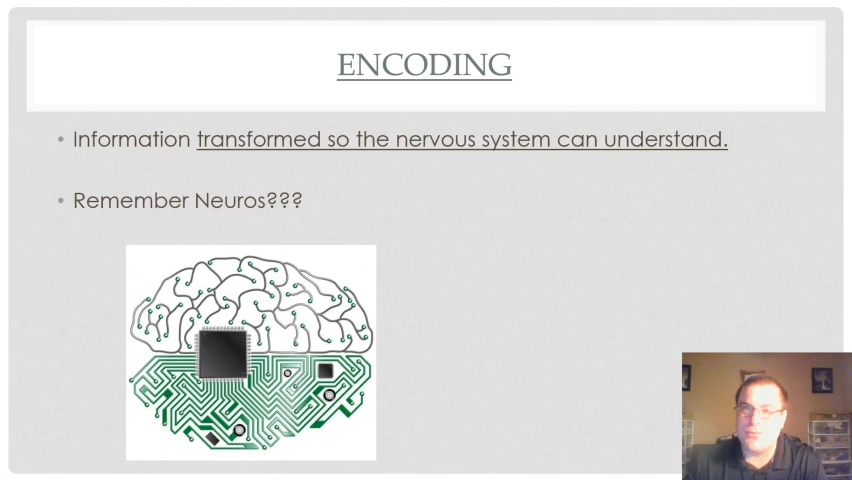 ENCODING
• Information transformed so the nervous system can understand.
• Remember Neuros???